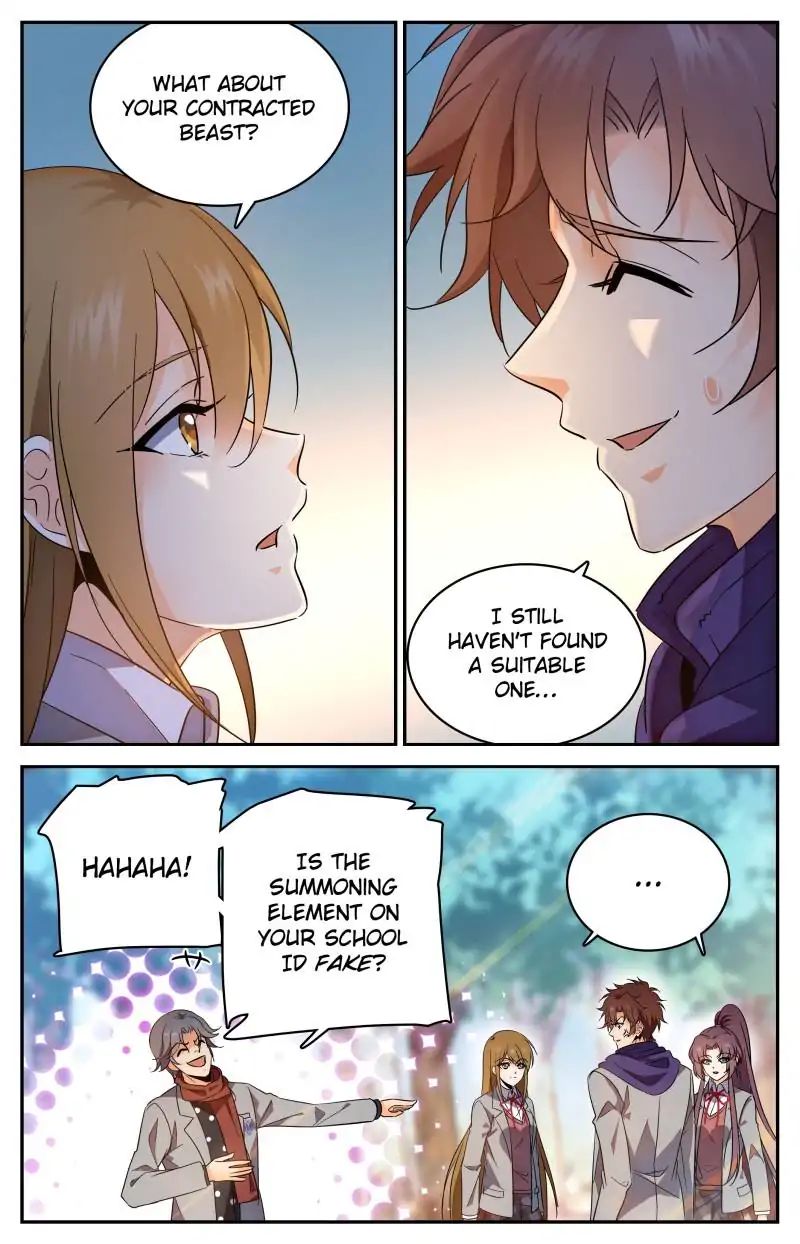 WHAT ABOUT
YOUR CONTRACTED
BEAST?
I STILL
HAVEN'T FOUND
A SUITABLE
ONE...
HAHAHA!
IS THE
SUMMONING
ELEMENT ON
YOUR SCHOOL
ID FAKE?
...